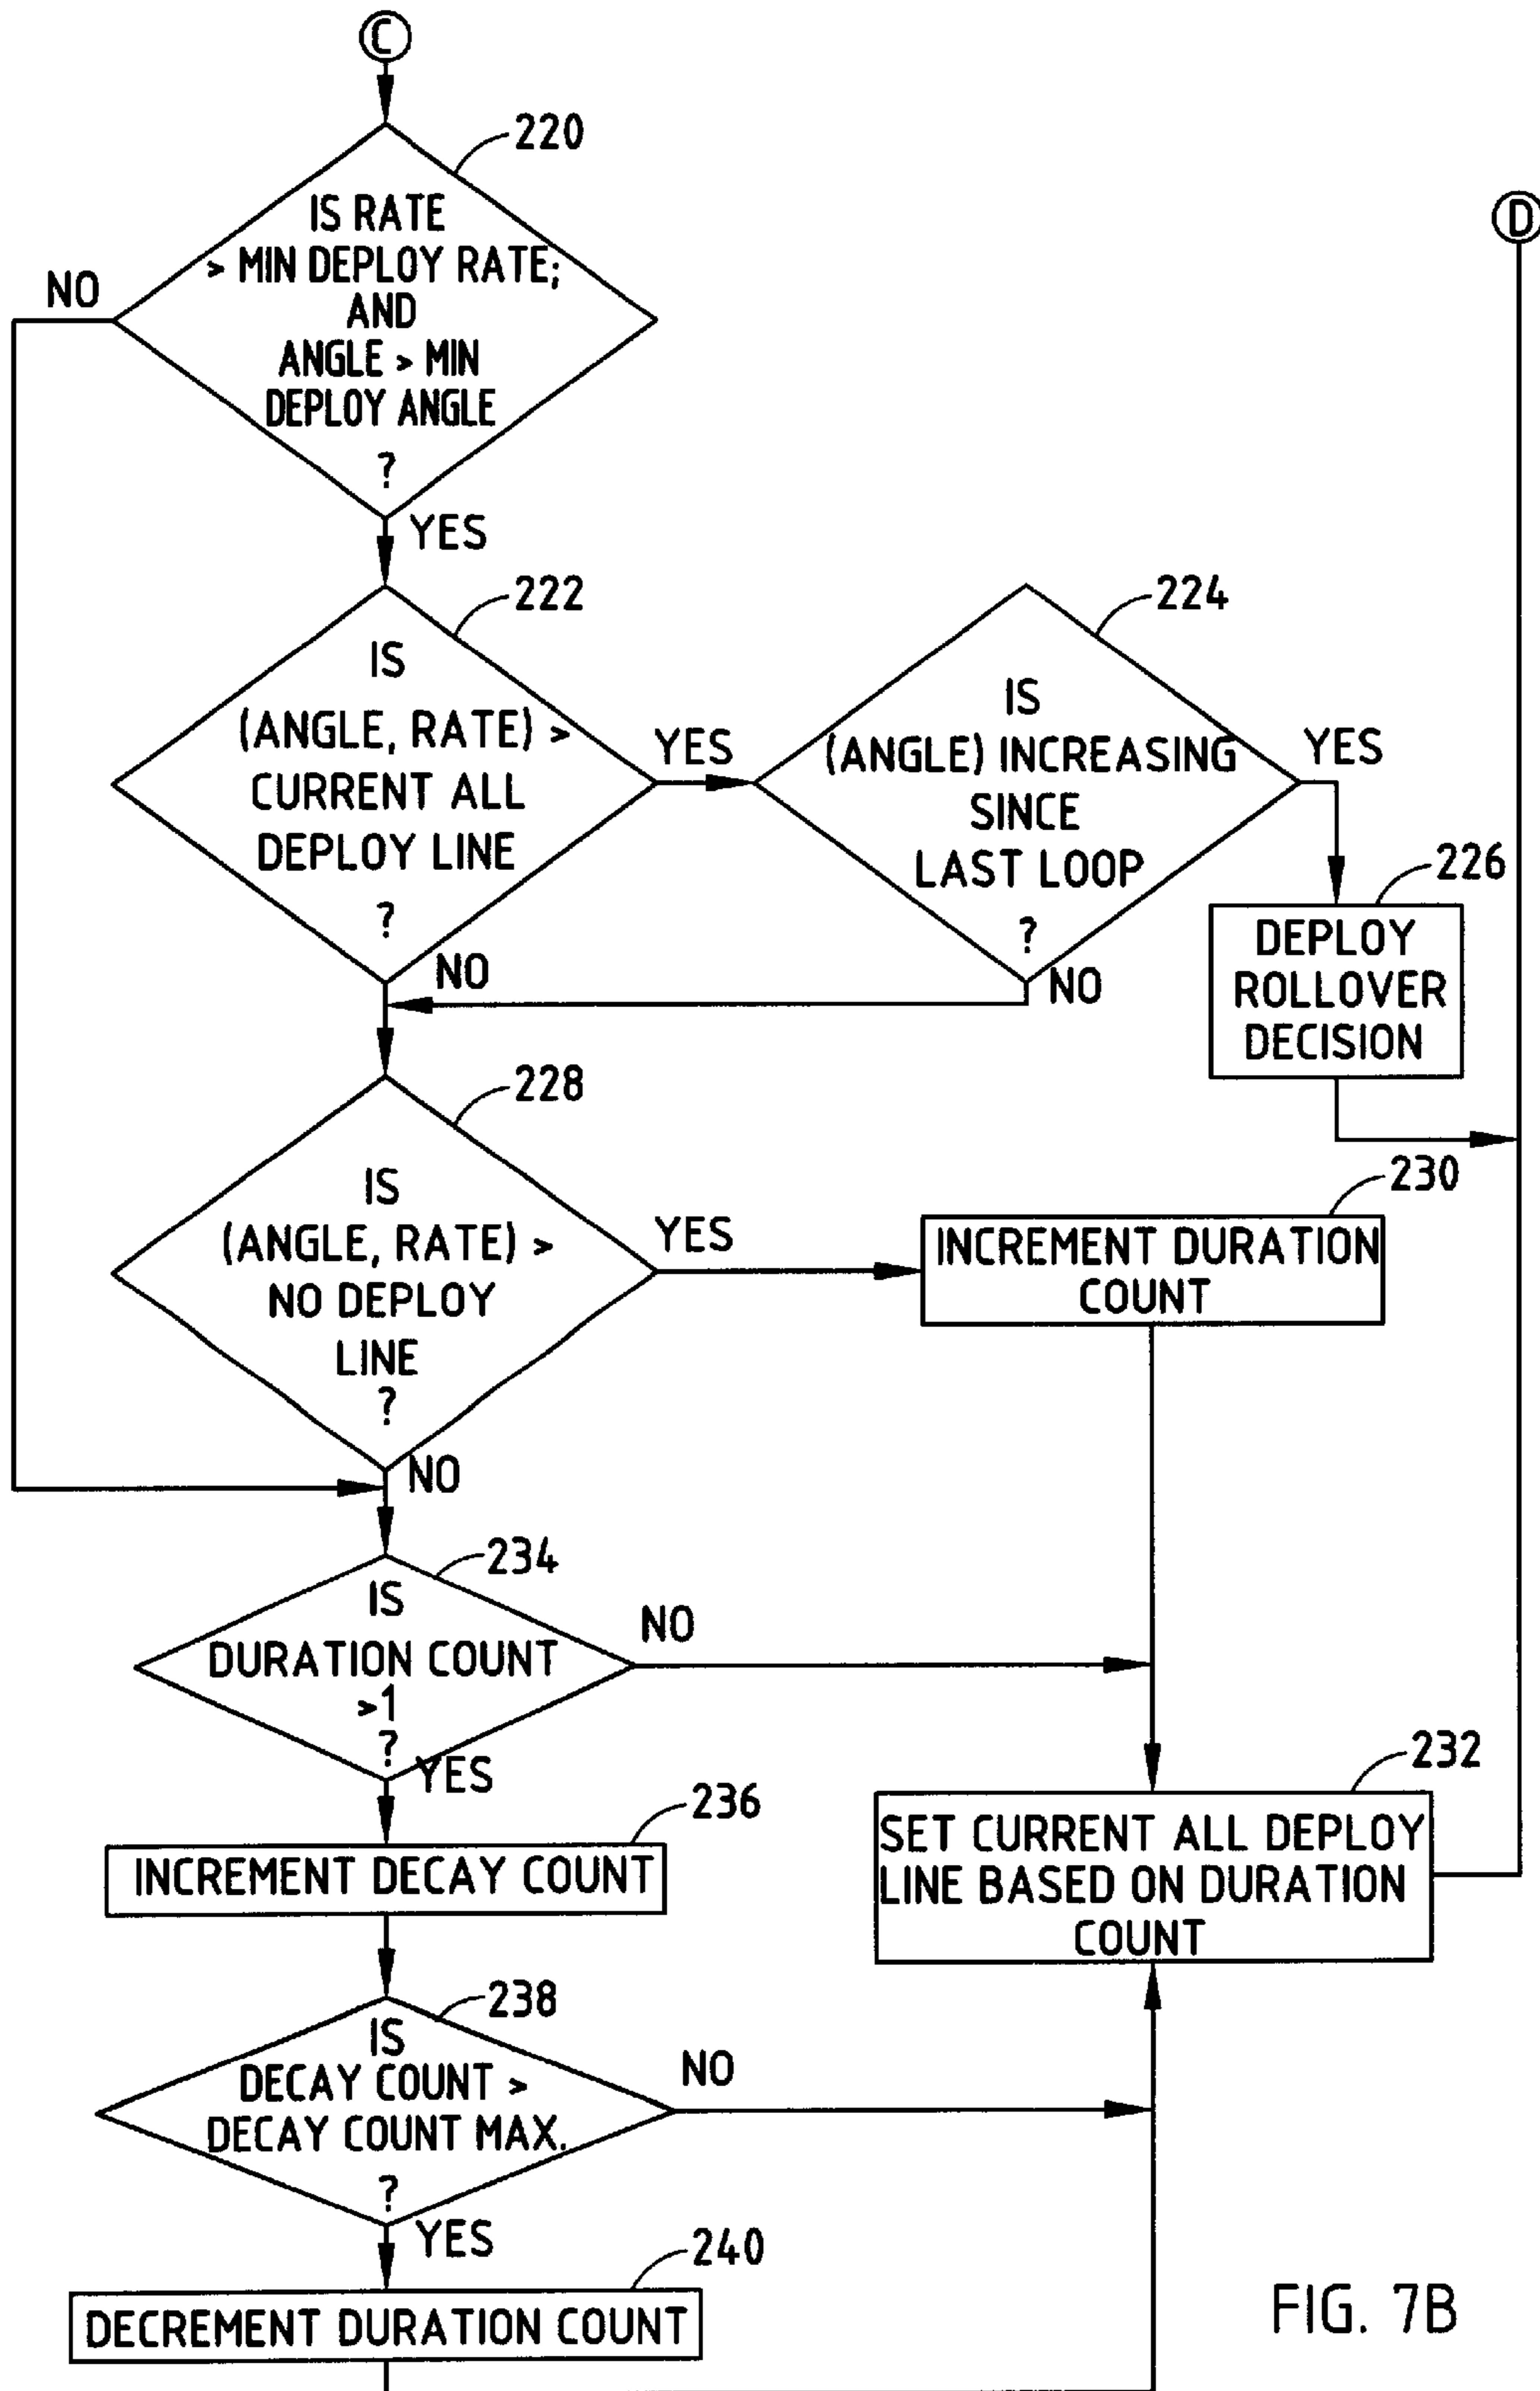 C
220
IS RATE
> MIN DEPLOY RATE;
AND
ANGLE > MIN
DEPLOY ANGLE
?
NO
YES
D
222
IS
(ANGLE, RATE) >
CURRENT ALL
DEPLOY LINE
?
YES
NO
224
IS
(ANGLE) INCREASING
SINCE
LAST LOOP
?
YES
NO
226
DEPLOY
ROLLOVER
DECISION
228
IS
(ANGLE, RATE) >
NO DEPLOY
LINE
?
YES
NO
230
INCREMENT DURATION
COUNT
234
IS
DURATION COUNT
>1
?
NO
YES
232
SET CURRENT ALL DEPLOY
LINE BASED ON DURATION
COUNT
236
INCREMENT DECAY COUNT
238
IS
DECAY COUNT >
DECAY COUNT MAX.
?
NO
YES
240
DECREMENT DURATION COUNT
FIG. 7B